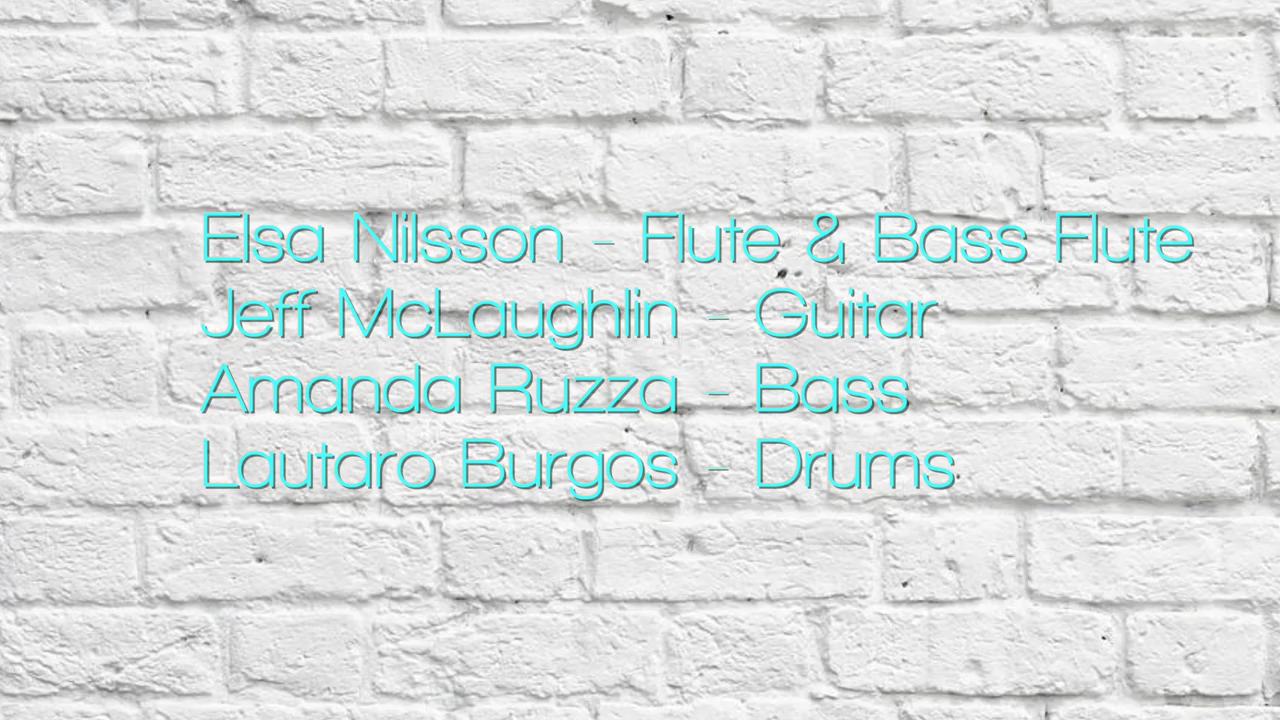 Elsa Nilsson - Flute & Bass Flute
Jeff McLaughlin - Guitar
Amanda Ruzza - Bass
Lautaro Burgos - Drums